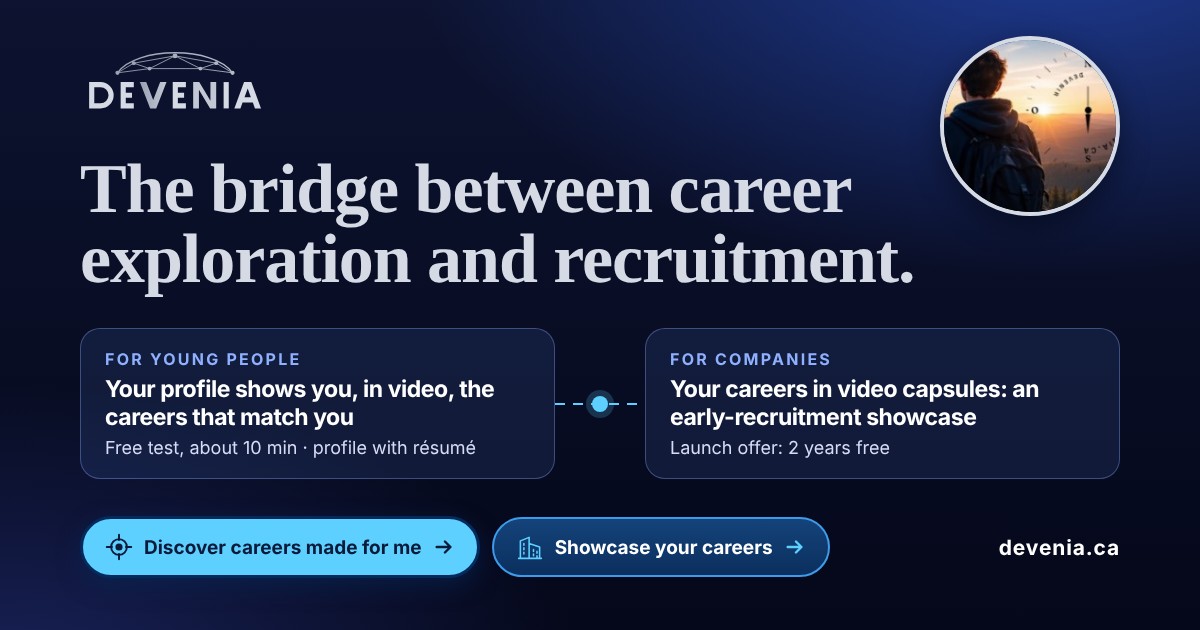 DEVENIA
The bridge between career
exploration and recruitment.
FOR YOUNG PEOPLE
Your profile shows you, in video, the
careers that match you
Free test, about 10 min · profile with résumé
FOR COMPANIES
Your careers in video capsules: an
early-recruitment showcase
Launch offer: 2 years free
Discover careers made for me →
Showcase your careers →
devenia.ca